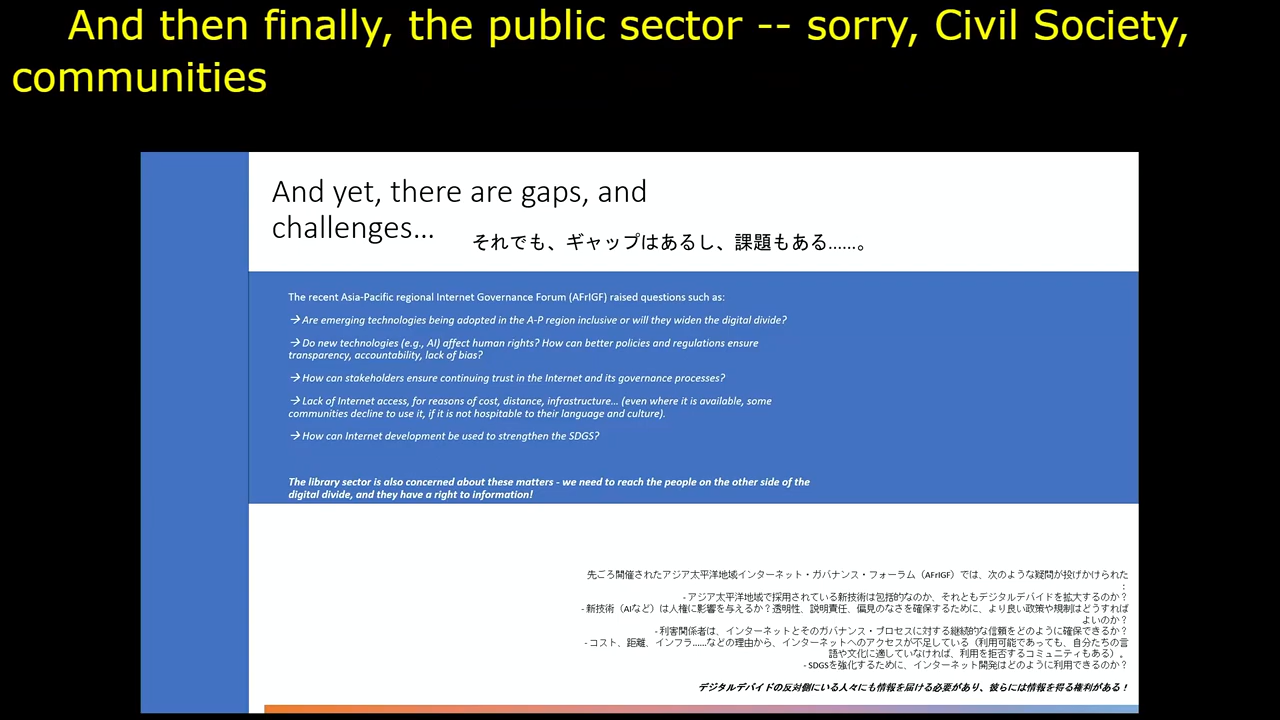 And then finally, the public sector -- sorry, Civil Society,
communities
And yet, there are gaps, and
challenges...
それでも、ギャップはあるし、課題もある......。
The recent Asia-Pacific regional Internet Governance Forum (AFrIGF) raised questions such as:
→Are emerging technologies being adopted in the A-P region inclusive or will they widen the digital divide?
→Do new technologies (e.g., AI) affect human rights? How can better policies and regulations ensure
transparency, accountability, lack of bias?
→How can stakeholders ensure continuing trust in the Internet and its governance processes?
→Lack of Internet access, for reasons of cost, distance, infrastructure... (even where it is available, some
communities decline to use it, if it is not hospitable to their language and culture).
→How can Internet development be used to strengthen the SDGS?
The library sector is also concerned about these matters - we need to reach the people on the other side of the
digital divide, and they have a right to information!
先ごろ開催されたアジア太平洋地域インターネット・ガバナンス・フォーラム（AFrIGF）では、次のような疑問が投げかけられた
：
- アジア太平洋地域で採用されている新技術は包括的なのか、それともデジタルデバイドを拡大するのか？
- 新技術（AIなど）は人権に影響を与えるか？透明性、説明責任、偏見のなさを確保するために、より良い政策や規制はどうすれば
よいのか？
- 利害関係者は、インターネットとそのガバナンス・プロセスに対する継続的な信頼をどのように確保できるか？
- コスト、距離、インフラ......などの理由から、インターネットへのアクセスが不足している（利用可能であっても、自分たちの言
語や文化に適していなければ、利用を拒否するコミュニティもある）。
- SDGSを強化するために、インターネット開発はどのように利用できるのか？
デジタルデバイドの反対側にいる人々にも情報を届ける必要があり、彼らには情報を得る権利がある！